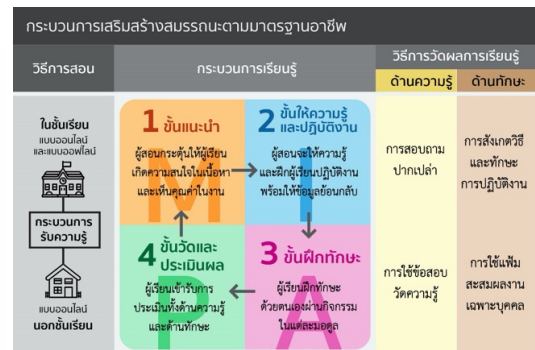 กระบวนการเสริมสร้างสมรรถนะตามมาตรฐานอาชีพ
วิธีการสอน
กระบวนการเรียนรู้
วิธีการวัดผลการเรียนรู้
ด้านความรู้
ด้านทักษะ
ในชั้นเรียน
แบบออนไลน์
และแบบออฟไลน์
กระบวนการ
รับความรู้
แบบออนไลน์
นอกชั้นเรียน
M
1 ขั้นแนะนำ
ผู้สอนกระตุ้นให้ผู้เรียน
เกิดความสนใจในเนื้อหา
และเห็นคุณค่าในงาน
I
2 ขั้นให้ความรู้
และปฏิบัติงาน
ผู้สอนจะให้ความรู้
และฝึกผู้เรียนปฏิบัติงาน
พร้อมให้ข้อมูลย้อนกลับ
A
3 ขั้นฝึกทักษะ
ผู้เรียนฝึกทักษะ
ด้วยตนเองผ่านกิจกรรม
ในแต่ละมอดูล
P
4 ขั้นวัดและ
ประเมินผล
ผู้เรียนเข้ารับการ
ประเมินทั้งด้านความรู้
และด้านทักษะ
การสอบถาม
ปากเปล่า
การใช้ข้อสอบ
วัดความรู้
การสังเกตวิธี
และทักษะ
การปฏิบัติงาน
การใช้แฟ้ม
สะสมผลงาน
เฉพาะบุคคล